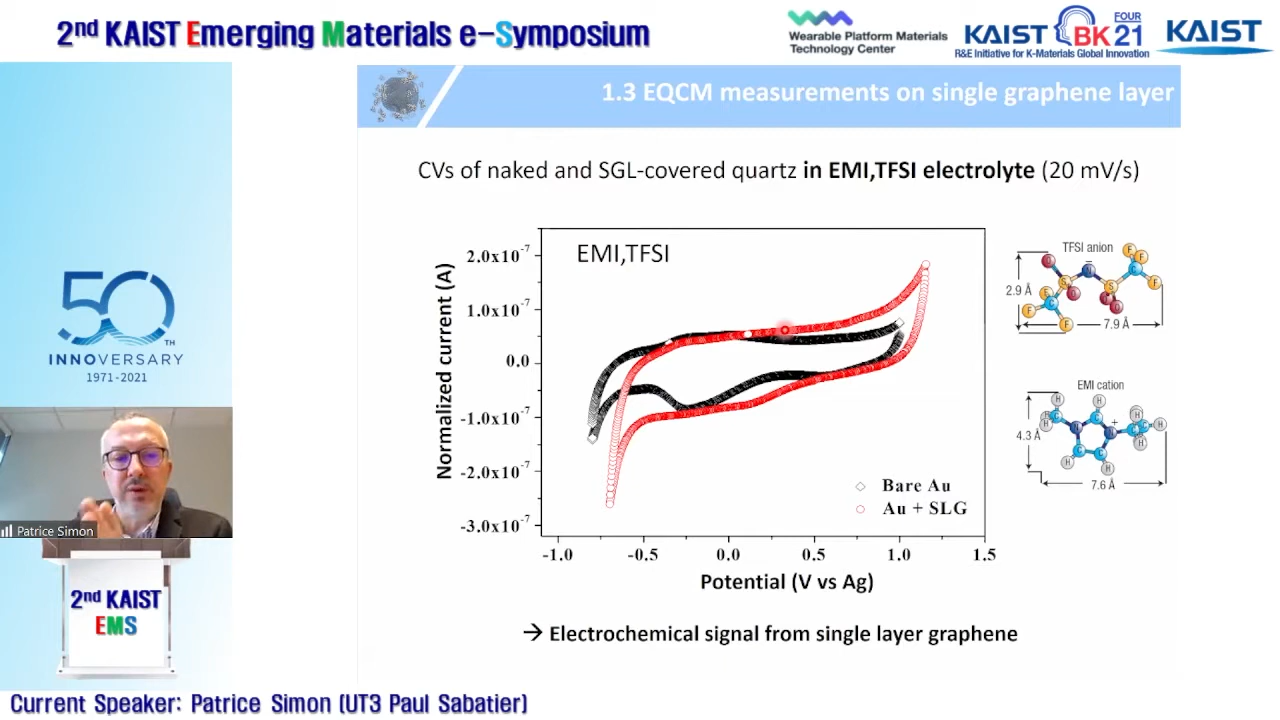 2nd KAIST Emerging Materials e-Symposium
Wearable Platform Materials
Technology Center
KAIST BK FOUR 21
R&E Initiative for K-Materials Global Innovation
KAIST
1.3 EQCM measurements on single graphene layer
CVs of naked and SGL-covered quartz in EMI,TFSI electrolyte (20 mV/s)
EMI,TFSI
Normalized current (A)
2.0x10⁻⁷
1.0x10⁻⁷
0.0
-1.0x10⁻⁷
-2.0x10⁻⁷
-3.0x10⁻⁷
Bare Au
Au + SLG
-1.0 -0.5 0.0 0.5 1.0 1.5
Potential (V vs Ag)
TFSI anion
2.9 Å
7.9 Å
EMI cation
4.3 Å
7.6 Å
→ Electrochemical signal from single layer graphene
50 TH
INNOVERSARY
1971-2021
Patrice Simon
2nd KAIST
EMS
Current Speaker: Patrice Simon (UT3 Paul Sabatier)